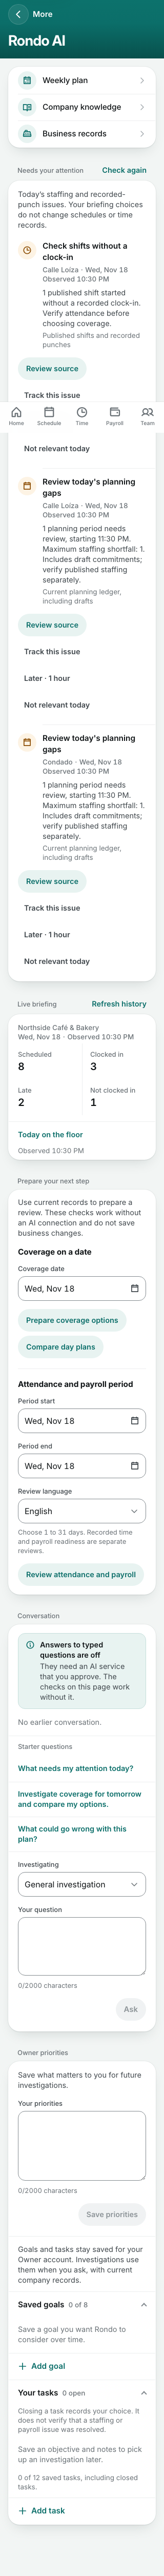 More
Rondo AI
Weekly plan
Company knowledge
Business records
Needs your attention
Check again
Today's staffing and recorded-
punch issues. Your briefing choices
do not change schedules or time
records.
Check shifts without a
clock-in
Calle Loíza · Wed, Nov 18
Observed 10:30 PM
1 published shift started
without a recorded clock-in.
Verify attendance before
choosing coverage.
Published shifts and recorded
punches
Review source
Track this issue
Home
Schedule
Time
Payroll
Team
Not relevant today
Review today's planning
gaps
Calle Loíza · Wed, Nov 18
Observed 10:30 PM
1 planning period needs
review, starting 11:30 PM.
Maximum staffing shortfall: 1.
Includes draft commitments;
verify published staffing
separately.
Current planning ledger,
including drafts
Review source
Track this issue
Later · 1 hour
Not relevant today
Review today's planning
gaps
Condado · Wed, Nov 18
Observed 10:30 PM
1 planning period needs
review, starting 11:30 PM.
Maximum staffing shortfall: 1.
Includes draft commitments;
verify published staffing
separately.
Current planning ledger,
including drafts
Review source
Track this issue
Later · 1 hour
Not relevant today
Live briefing
Refresh history
Northside Café & Bakery
Wed, Nov 18 · Observed 10:30 PM
Scheduled
8
Clocked in
3
Late
2
Not clocked in
1
Today on the floor
Observed 10:30 PM
Prepare your next step
Use current records to prepare a
review. These checks work without
an AI connection and do not save
business changes.
Coverage on a date
Coverage date
Wed, Nov 18
Prepare coverage options
Compare day plans
Attendance and payroll period
Period start
Wed, Nov 18
Period end
Wed, Nov 18
Review language
English
Choose 1 to 31 days. Recorded time
and payroll readiness are separate
reviews.
Review attendance and payroll
Conversation
Answers to typed
questions are off
They need an AI service
that you approve. The
checks on this page work
without it.
No earlier conversation.
Starter questions
What needs my attention today?
Investigate coverage for tomorrow
and compare my options.
What could go wrong with this
plan?
Investigating
General investigation
Your question
0/2000 characters
Ask
Owner priorities
Save what matters to you for future
investigations.
Your priorities
0/2000 characters
Save priorities
Goals and tasks stay saved for your
Owner account. Investigations use
them when you ask, with current
company records.
Saved goals 0 of 8
Save a goal you want Rondo to
consider over time.
Add goal
Your tasks 0 open
Closing a task records your choice. It
does not verify that a staffing or
payroll issue was resolved.
Save an objective and notes to pick
up an investigation later.
0 of 12 saved tasks, including closed
tasks.
Add task